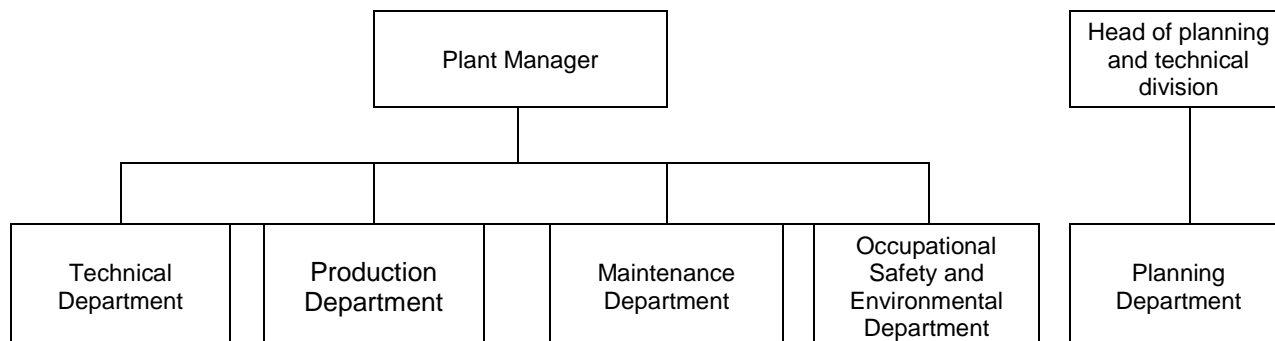 Plant Manager
Head of planning
and technical
division
Technical
Department
Production
Department
Maintenance
Department
Occupational
Safety and
Environmental
Department
Planning
Department